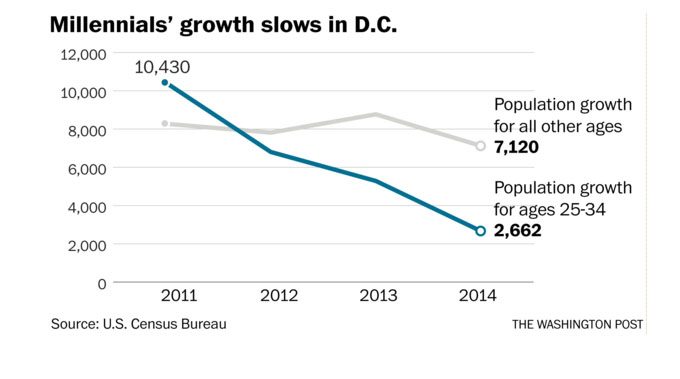 Millennials’ growth slows in D.C.
12,000
10,430
10,000
Population growth
for all other ages
7,120
8,000
6,000
Population growth
for ages 25-34
2,662
4,000
2,000
0
2011 2012 2013 2014
Source: U.S. Census Bureau
THE WASHINGTON POST